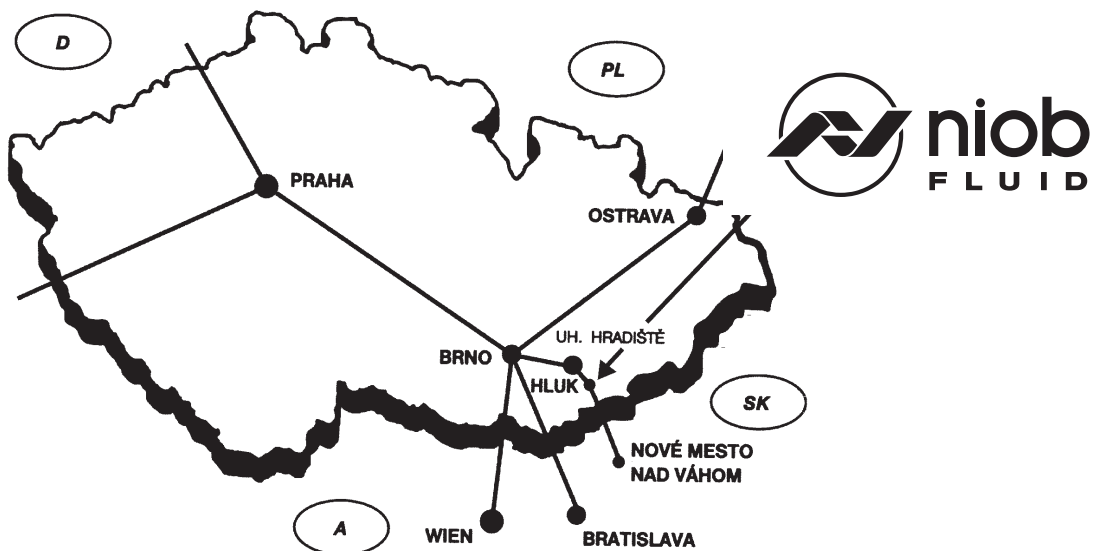 D
PL
niob
FLUID
PRAHA
OSTRAVA
UH. HRADIŠTĚ
BRNO
HLUK
SK
NOVÉ MESTO
NAD VÁHOM
A
WIEN
BRATISLAVA